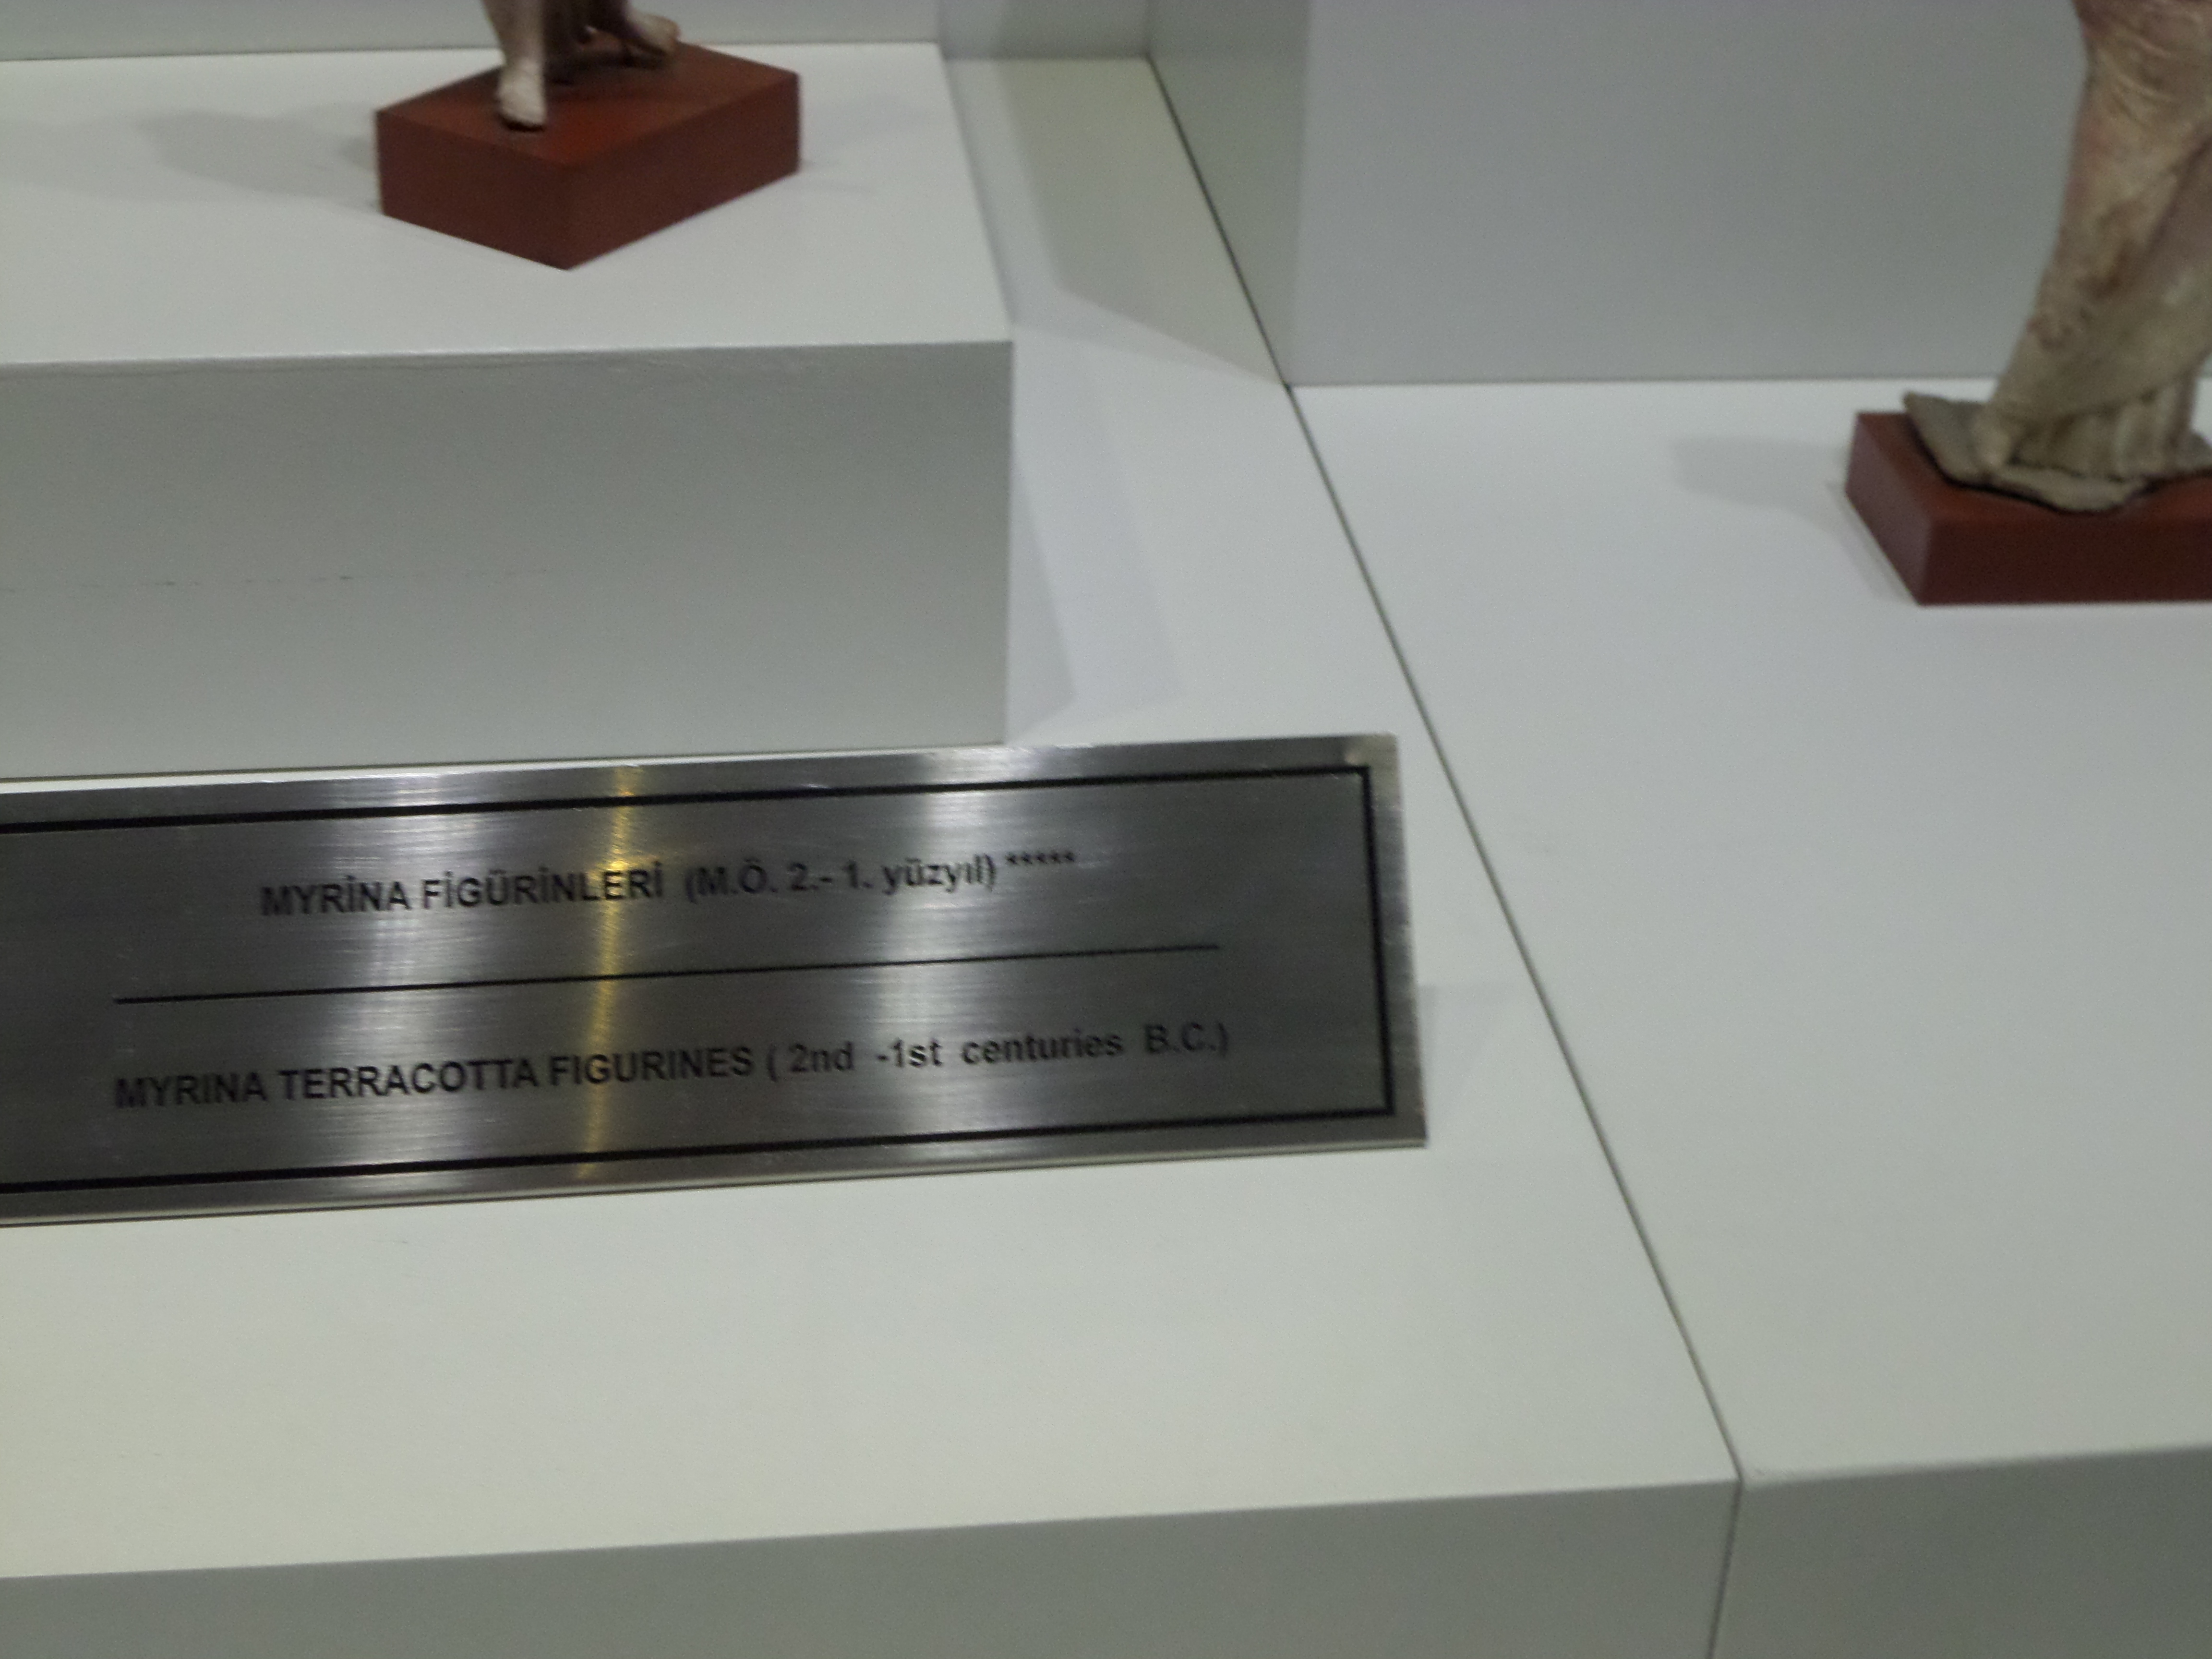 MYRİNA FİGÜRİNLERİ (M.Ö. 2.- 1. yüzyıl) *****
MYRINA TERRACOTTA FIGURINES ( 2nd -1st centuries B.C.)